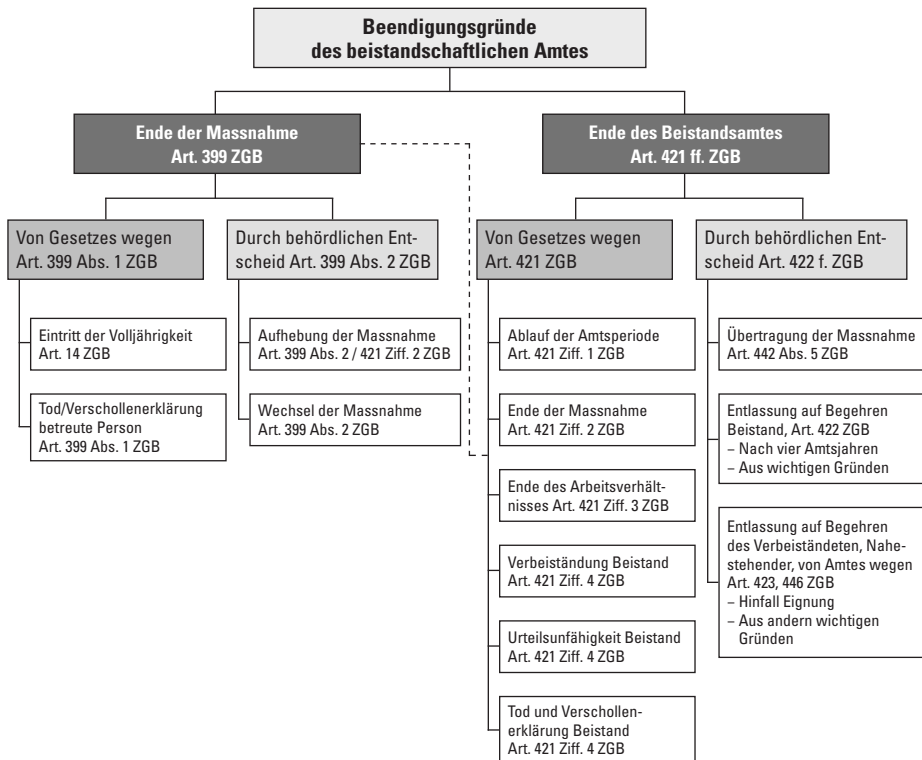 Beendigungsgründe
des beistandschaftlichen Amtes
Ende der Massnahme
Art. 399 ZGB
Ende des Beistandsamtes
Art. 421 ff. ZGB
Von Gesetzes wegen
Art. 399 Abs. 1 ZGB
Durch behördlichen Ent-
scheid Art. 399 Abs. 2 ZGB
Von Gesetzes wegen
Art. 421 ZGB
Durch behördlichen Ent-
scheid Art. 422 f. ZGB
Eintritt der Volljährigkeit
Art. 14 ZGB
Tod/Verschollenerklärung
betreute Person
Art. 399 Abs. 1 ZGB
Aufhebung der Massnahme
Art. 399 Abs. 2 / 421 Ziff. 2 ZGB
Wechsel der Massnahme
Art. 399 Abs. 2 ZGB
Ablauf der Amtsperiode
Art. 421 Ziff. 1 ZGB
Ende der Massnahme
Art. 421 Ziff. 2 ZGB
Ende des Arbeitsverhält-
nisses Art. 421 Ziff. 3 ZGB
Verbeiständung Beistand
Art. 421 Ziff. 4 ZGB
Urteilsunfähigkeit Beistand
Art. 421 Ziff. 4 ZGB
Tod und Verschollen-
erklärung Beistand
Art. 421 Ziff. 4 ZGB
Übertragung der Massnahme
Art. 442 Abs. 5 ZGB
Entlassung auf Begehren
Beistand, Art. 422 ZGB
– Nach vier Amtsjahren
– Aus wichtigen Gründen
Entlassung auf Begehren
des Verbeiständeten, Nahe-
stehender, von Amtes wegen
Art. 423, 446 ZGB
– Hinfall Eignung
– Aus andern wichtigen
Gründen